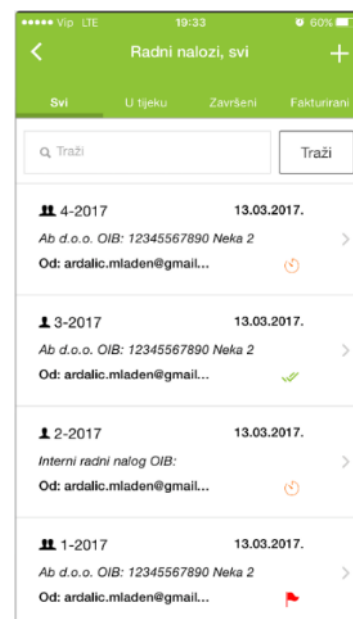 Vip LTE 19:33 60%
Radni nalozi, svi
Svi U tijeku Završeni Fakturirani
Traži Traži
4-2017 13.03.2017.
Ab d.o.o. OIB: 12345567890 Neka 2
Od: ardalic.mladen@gmail...
3-2017 13.03.2017.
Ab d.o.o. OIB: 12345567890 Neka 2
Od: ardalic.mladen@gmail...
2-2017 13.03.2017.
Interni radni nalog OIB:
Od: ardalic.mladen@gmail...
1-2017 13.03.2017.
Ab d.o.o. OIB: 12345567890 Neka 2
Od: ardalic.mladen@gmail...